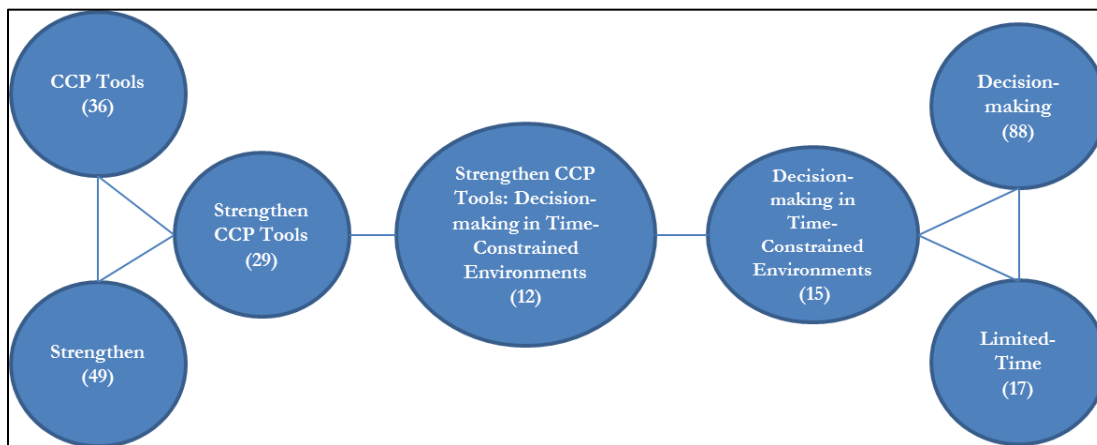 CCP Tools
(36)
Strengthen
(49)
Strengthen
CCP Tools
(29)
Strengthen CCP
Tools: Decision-
making in Time-
Constrained
Environments
(12)
Decision-
making in
Time-
Constrained
Environments
(15)
Decision-
making
(88)
Limited-
Time
(17)